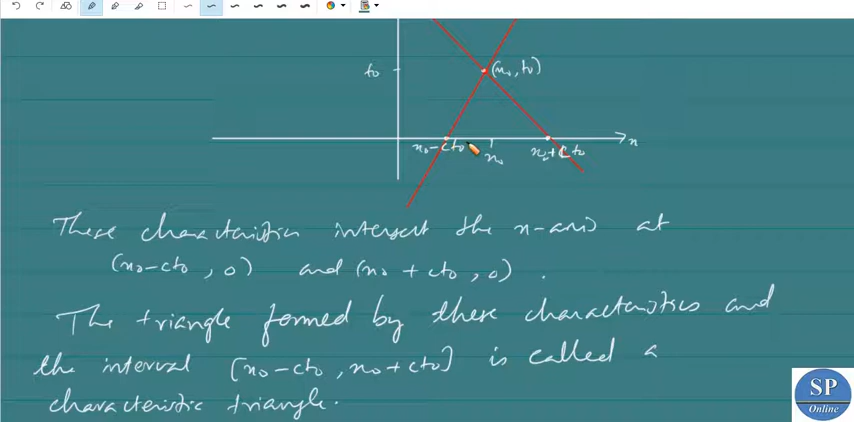 t₀
(x₀, t₀)
x
x₀-ct₀
x₀
x₀+ct₀
These characteristics intersect the x-axis at
(x₀-ct₀, 0) and (x₀+ct₀, 0).
The triangle formed by these characteristics and
the interval [x₀-ct₀, x₀+ct₀] is called a
characteristic triangle.
SP
Online